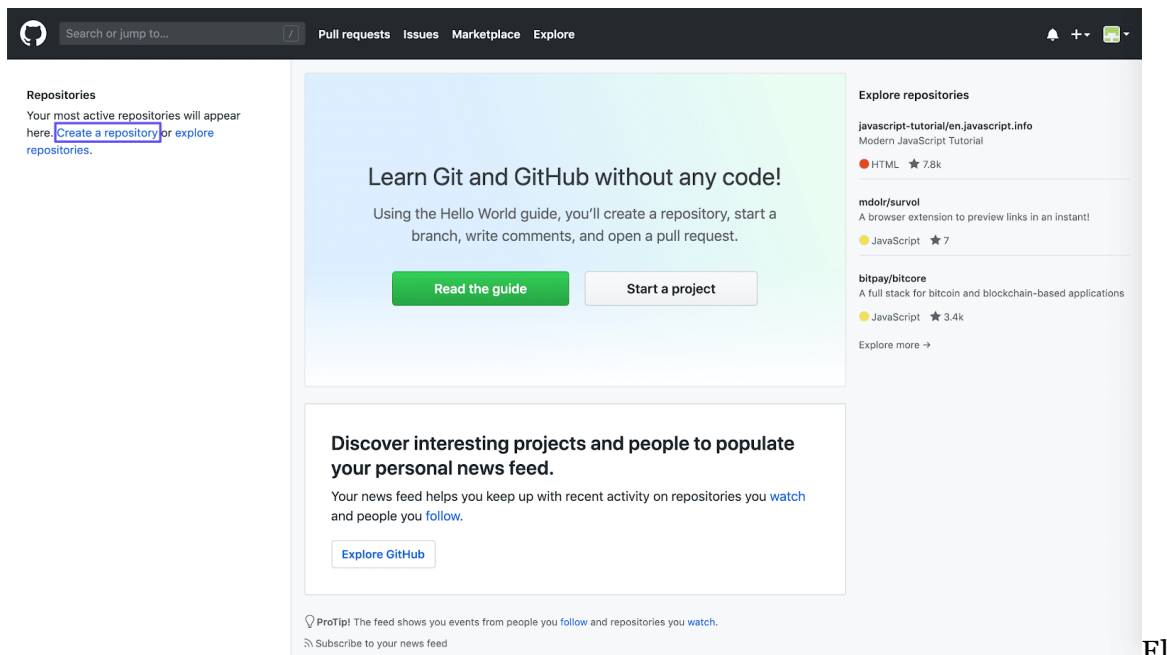 Search or jump to...
/
Pull requests
Issues
Marketplace
Explore
Repositories
Your most active repositories will appear
here. Create a repository or explore
repositories.
Learn Git and GitHub without any code!
Using the Hello World guide, you’ll create a repository, start a
branch, write comments, and open a pull request.
Read the guide
Start a project
Discover interesting projects and people to populate
your personal news feed.
Your news feed helps you keep up with recent activity on repositories you watch
and people you follow.
Explore GitHub
ProTip! The feed shows you events from people you follow and repositories you watch.
Subscribe to your news feed
Explore repositories
javascript-tutorial/en.javascript.info
Modern JavaScript Tutorial
HTML 7.8k
mdolr/survol
A browser extension to preview links in an instant!
JavaScript 7
bitpay/bitcore
A full stack for bitcoin and blockchain-based applications
JavaScript 3.4k
Explore more →